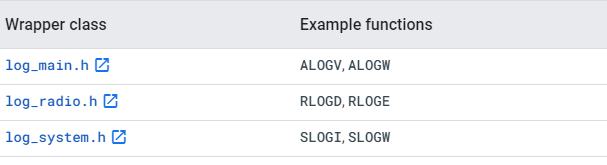 Wrapper class Example functions
log_main.h ALOGV, ALOGW
log_radio.h RLOGD, RLOGE
log_system.h SLOGI, SLOGW